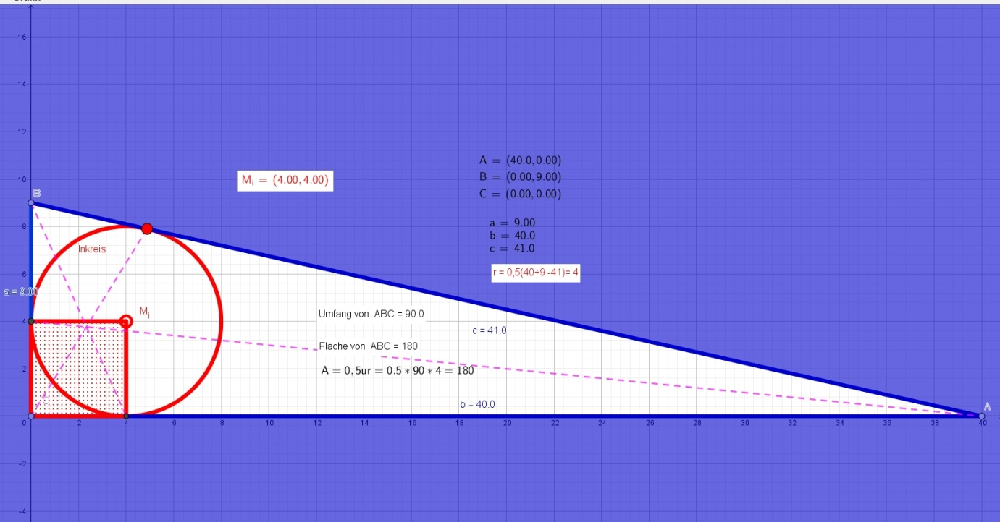 16
14
12
A = (40.0, 0.00)
B = (0.00, 9.00)
C = (0.00, 0.00)
10
Mi = (4.00, 4.00)
B
a = 9.00
b = 40.0
c = 41.0
8
Inkreis
6
r = 0,5(40+9 -41)= 4
a = 9.00
Mi
4
Umfang von ABC = 90.0
c = 41.0
Fläche von ABC = 180
2
A = 0,5ur = 0.5 ∗ 90 ∗ 4 = 180
C
b = 40.0
A
0 2 4 6 8 10 12 14 16 18 20 22 24 26 28 30 32 34 36 38 40
-2
-4